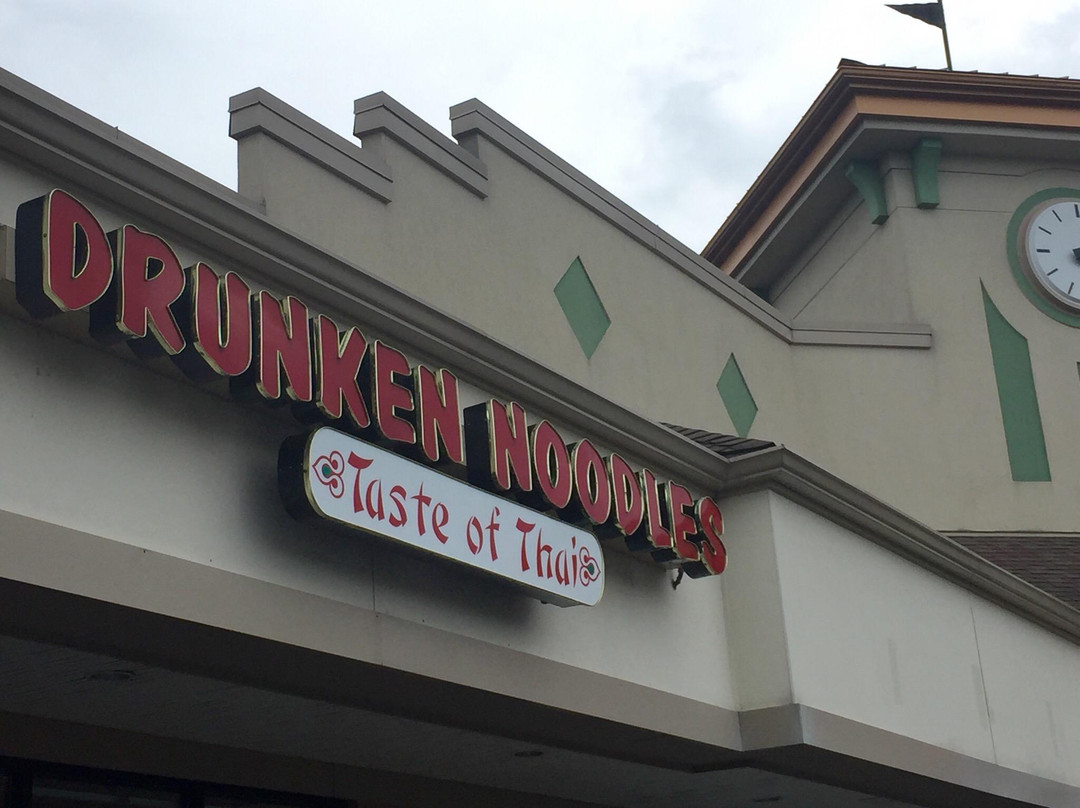 DRUNKEN NOODLES
Taste of Thai